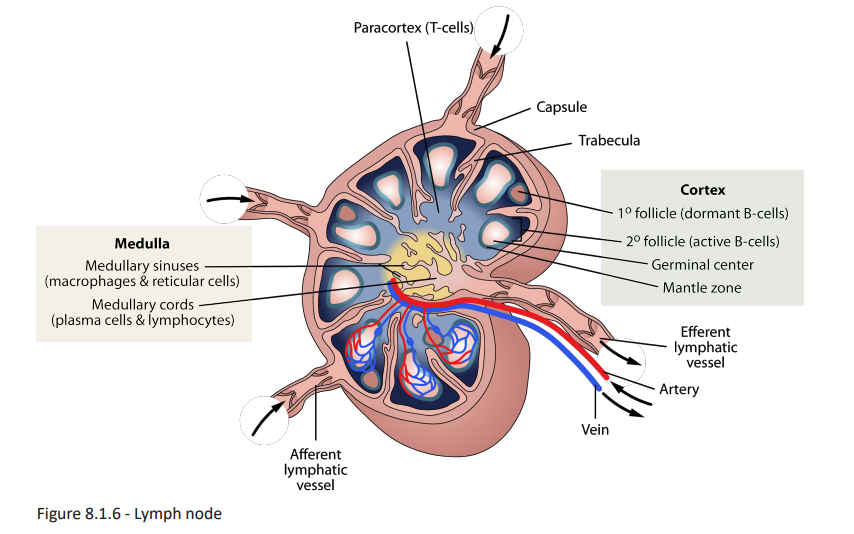 Paracortex (T-cells)
Capsule
Trabecula
Cortex
1⁰ follicle (dormant B-cells)
2⁰ follicle (active B-cells)
Germinal center
Mantle zone
Medulla
Medullary sinuses
(macrophages & reticular cells)
Medullary cords
(plasma cells & lymphocytes)
Efferent
lymphatic
vessel
Artery
Vein
Afferent
lymphatic
vessel
Figure 8.1.6 - Lymph node